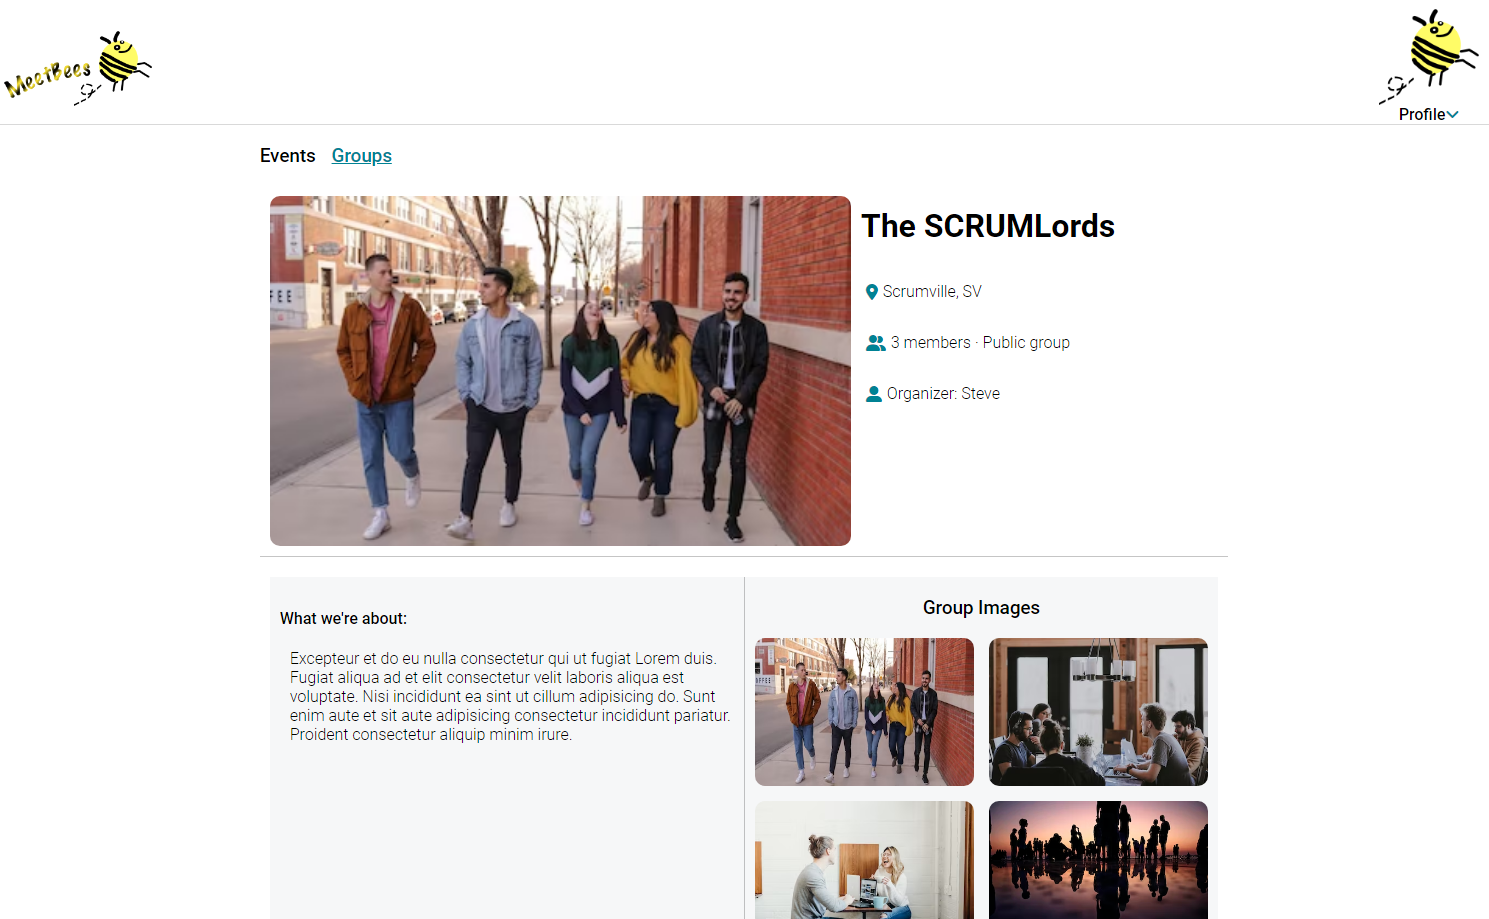 MeetBees
Profile
Events Groups
FEE
The SCRUMLords
Scrumville, SV
3 members · Public group
Organizer: Steve
What we're about:
Excepteur et do eu nulla consectetur qui ut fugiat Lorem duis.
Fugiat aliqua ad et elit consectetur velit laboris aliqua est
voluptate. Nisi incididunt ea sint ut cillum adipisicing do. Sunt
enim aute et sit aute adipisicing consectetur incididunt pariatur.
Proident consectetur aliquip minim irure.
Group Images
FFEE